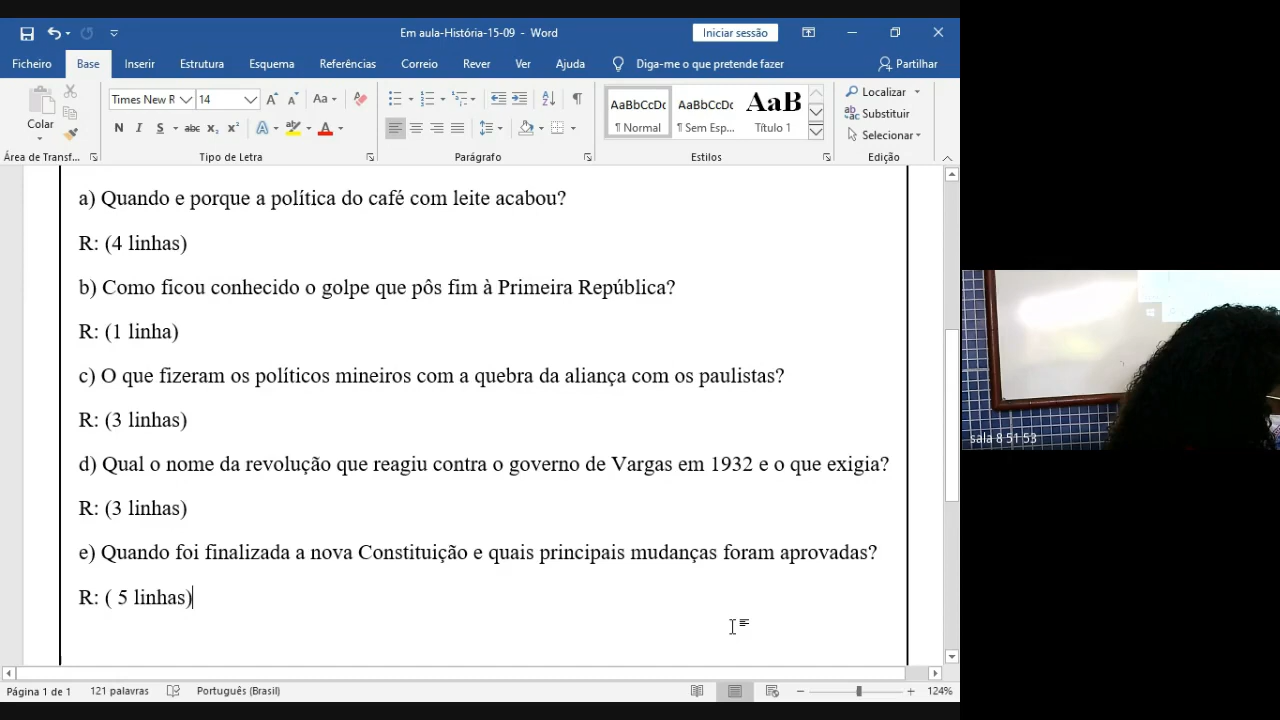 Em aula-História-15-09 - Word
Iniciar sessão
Ficheiro Base Inserir Estrutura Esquema Referências Correio Rever Ver Ajuda Diga-me o que pretende fazer Partilhar
Colar
Times New R 14
Aa
N I S abc x₂ x² A A
AaBbCcDc AaBbCcDc AaB
¶ Normal ¶ Sem Esp... Título 1
Localizar
Substituir
Selecionar
Área de Transf... Tipo de Letra Parágrafo Estilos Edição
a) Quando e porque a política do café com leite acabou?
R: (4 linhas)
b) Como ficou conhecido o golpe que pôs fim à Primeira República?
R: (1 linha)
c) O que fizeram os políticos mineiros com a quebra da aliança com os paulistas?
R: (3 linhas)
d) Qual o nome da revolução que reagiu contra o governo de Vargas em 1932 e o que exigia?
R: (3 linhas)
e) Quando foi finalizada a nova Constituição e quais principais mudanças foram aprovadas?
R: ( 5 linhas)
Página 1 de 1 121 palavras Português (Brasil) 124%
sala 8 51 53